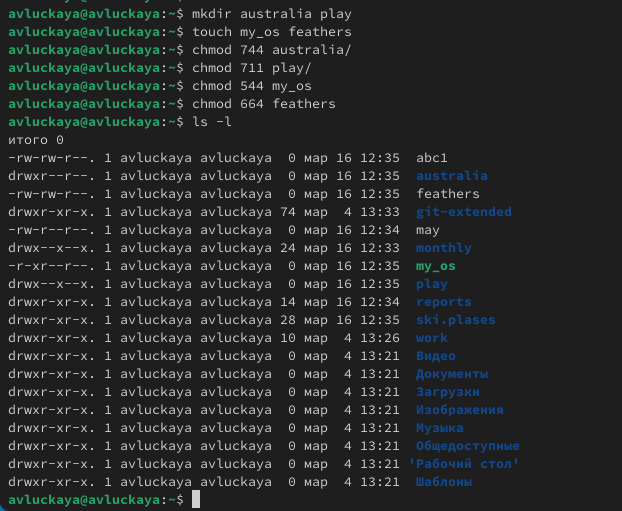 avluckaya@avluckaya:~$ mkdir australia play
avluckaya@avluckaya:~$ touch my_os feathers
avluckaya@avluckaya:~$ chmod 744 australia/
avluckaya@avluckaya:~$ chmod 711 play/
avluckaya@avluckaya:~$ chmod 544 my_os
avluckaya@avluckaya:~$ chmod 664 feathers
avluckaya@avluckaya:~$ ls -l
итого 0
-rw-rw-r--. 1 avluckaya avluckaya  0 мар 16 12:35  abc1
drwxr--r--. 1 avluckaya avluckaya  0 мар 16 12:35  australia
-rw-rw-r--. 1 avluckaya avluckaya  0 мар 16 12:35  feathers
drwxr-xr-x. 1 avluckaya avluckaya 74 мар  4 13:33  git-extended
-rw-r--r--. 1 avluckaya avluckaya  0 мар 16 12:34  may
drwx--x--x. 1 avluckaya avluckaya 24 мар 16 12:33  monthly
-r-xr--r--. 1 avluckaya avluckaya  0 мар 16 12:35  my_os
drwx--x--x. 1 avluckaya avluckaya  0 мар 16 12:35  play
drwxr-xr-x. 1 avluckaya avluckaya 14 мар 16 12:34  reports
drwxr-xr-x. 1 avluckaya avluckaya 28 мар 16 12:35  ski.plases
drwxr-xr-x. 1 avluckaya avluckaya 10 мар  4 13:26  work
drwxr-xr-x. 1 avluckaya avluckaya  0 мар  4 13:21  Видео
drwxr-xr-x. 1 avluckaya avluckaya  0 мар  4 13:21  Документы
drwxr-xr-x. 1 avluckaya avluckaya  0 мар  4 13:21  Загрузки
drwxr-xr-x. 1 avluckaya avluckaya  0 мар  4 13:21  Изображения
drwxr-xr-x. 1 avluckaya avluckaya  0 мар  4 13:21  Музыка
drwxr-xr-x. 1 avluckaya avluckaya  0 мар  4 13:21  Общедоступные
drwxr-xr-x. 1 avluckaya avluckaya  0 мар  4 13:21 'Рабочий стол'
drwxr-xr-x. 1 avluckaya avluckaya  0 мар  4 13:21  Шаблоны
avluckaya@avluckaya:~$